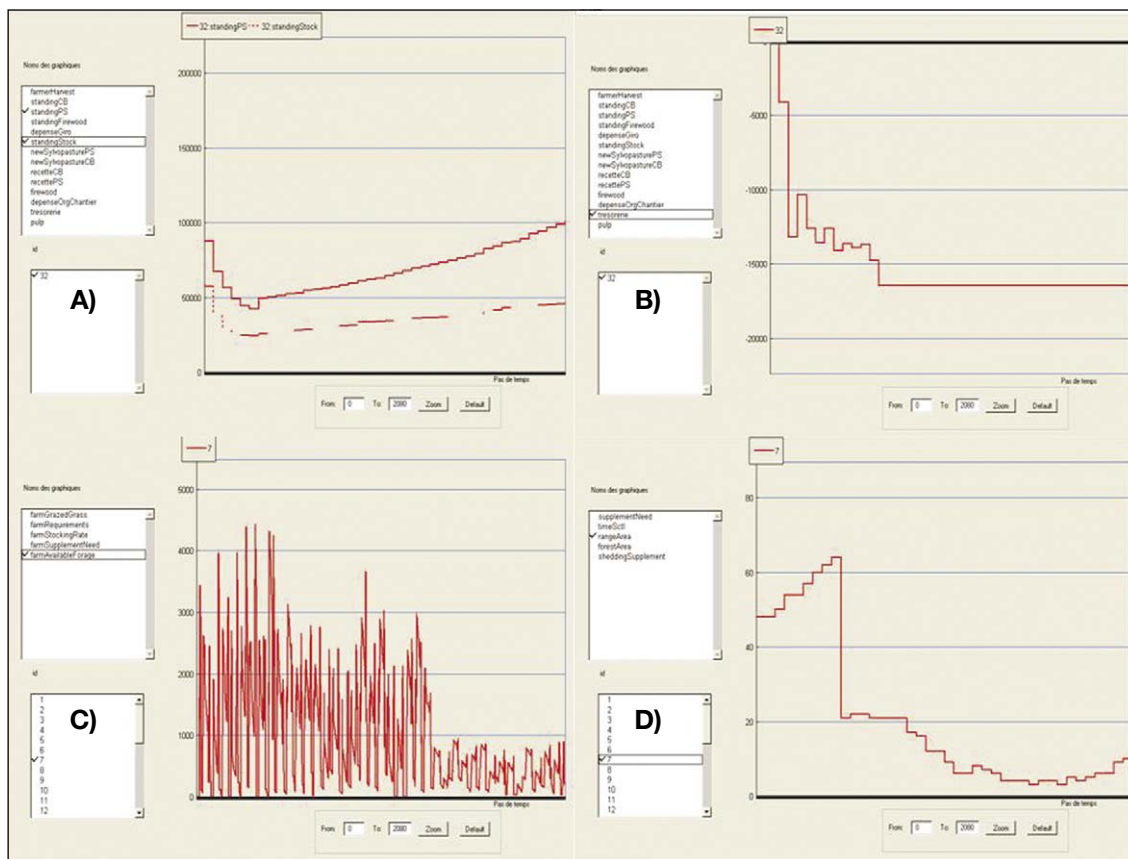 32:standingPS 32:standingStock
Noms des graphiques
farmerHarvest
standingCB
standingPS
standingFirewood
depenseGiro
standingStock
newSylvopasturePS
newSylvopastureCB
recetteCB
recettePS
firewood
depenseOrgChantier
tresorerie
pulp
id
32
A)
200000
150000
100000
50000
0
Pas de temps
From: 0 To: 2080 Zoom Default
32
Noms des graphiques
farmerHarvest
standingCB
standingPS
standingFirewood
depenseGiro
standingStock
newSylvopasturePS
newSylvopastureCB
recetteCB
recettePS
firewood
depenseOrgChantier
tresorerie
pulp
id
32
B)
-5000
-10000
-15000
-20000
Pas de temps
From: 0 To: 2080 Zoom Default
7
Noms des graphiques
farmGrazedGrass
farmRequirements
farmStockingRate
farmSupplementNeed
farmAvailableForage
id
1
2
3
4
5
6
7
8
9
10
11
12
C)
5000
4000
3000
2000
1000
0
Pas de temps
From: 0 To: 2080 Zoom Default
7
Noms des graphiques
supplementNeed
timeSctl
rangeArea
forestArea
sheddingSupplement
id
1
2
3
4
5
6
7
8
9
10
11
12
D)
80
60
40
20
0
Pas de temps
From: 0 To: 2080 Zoom Default